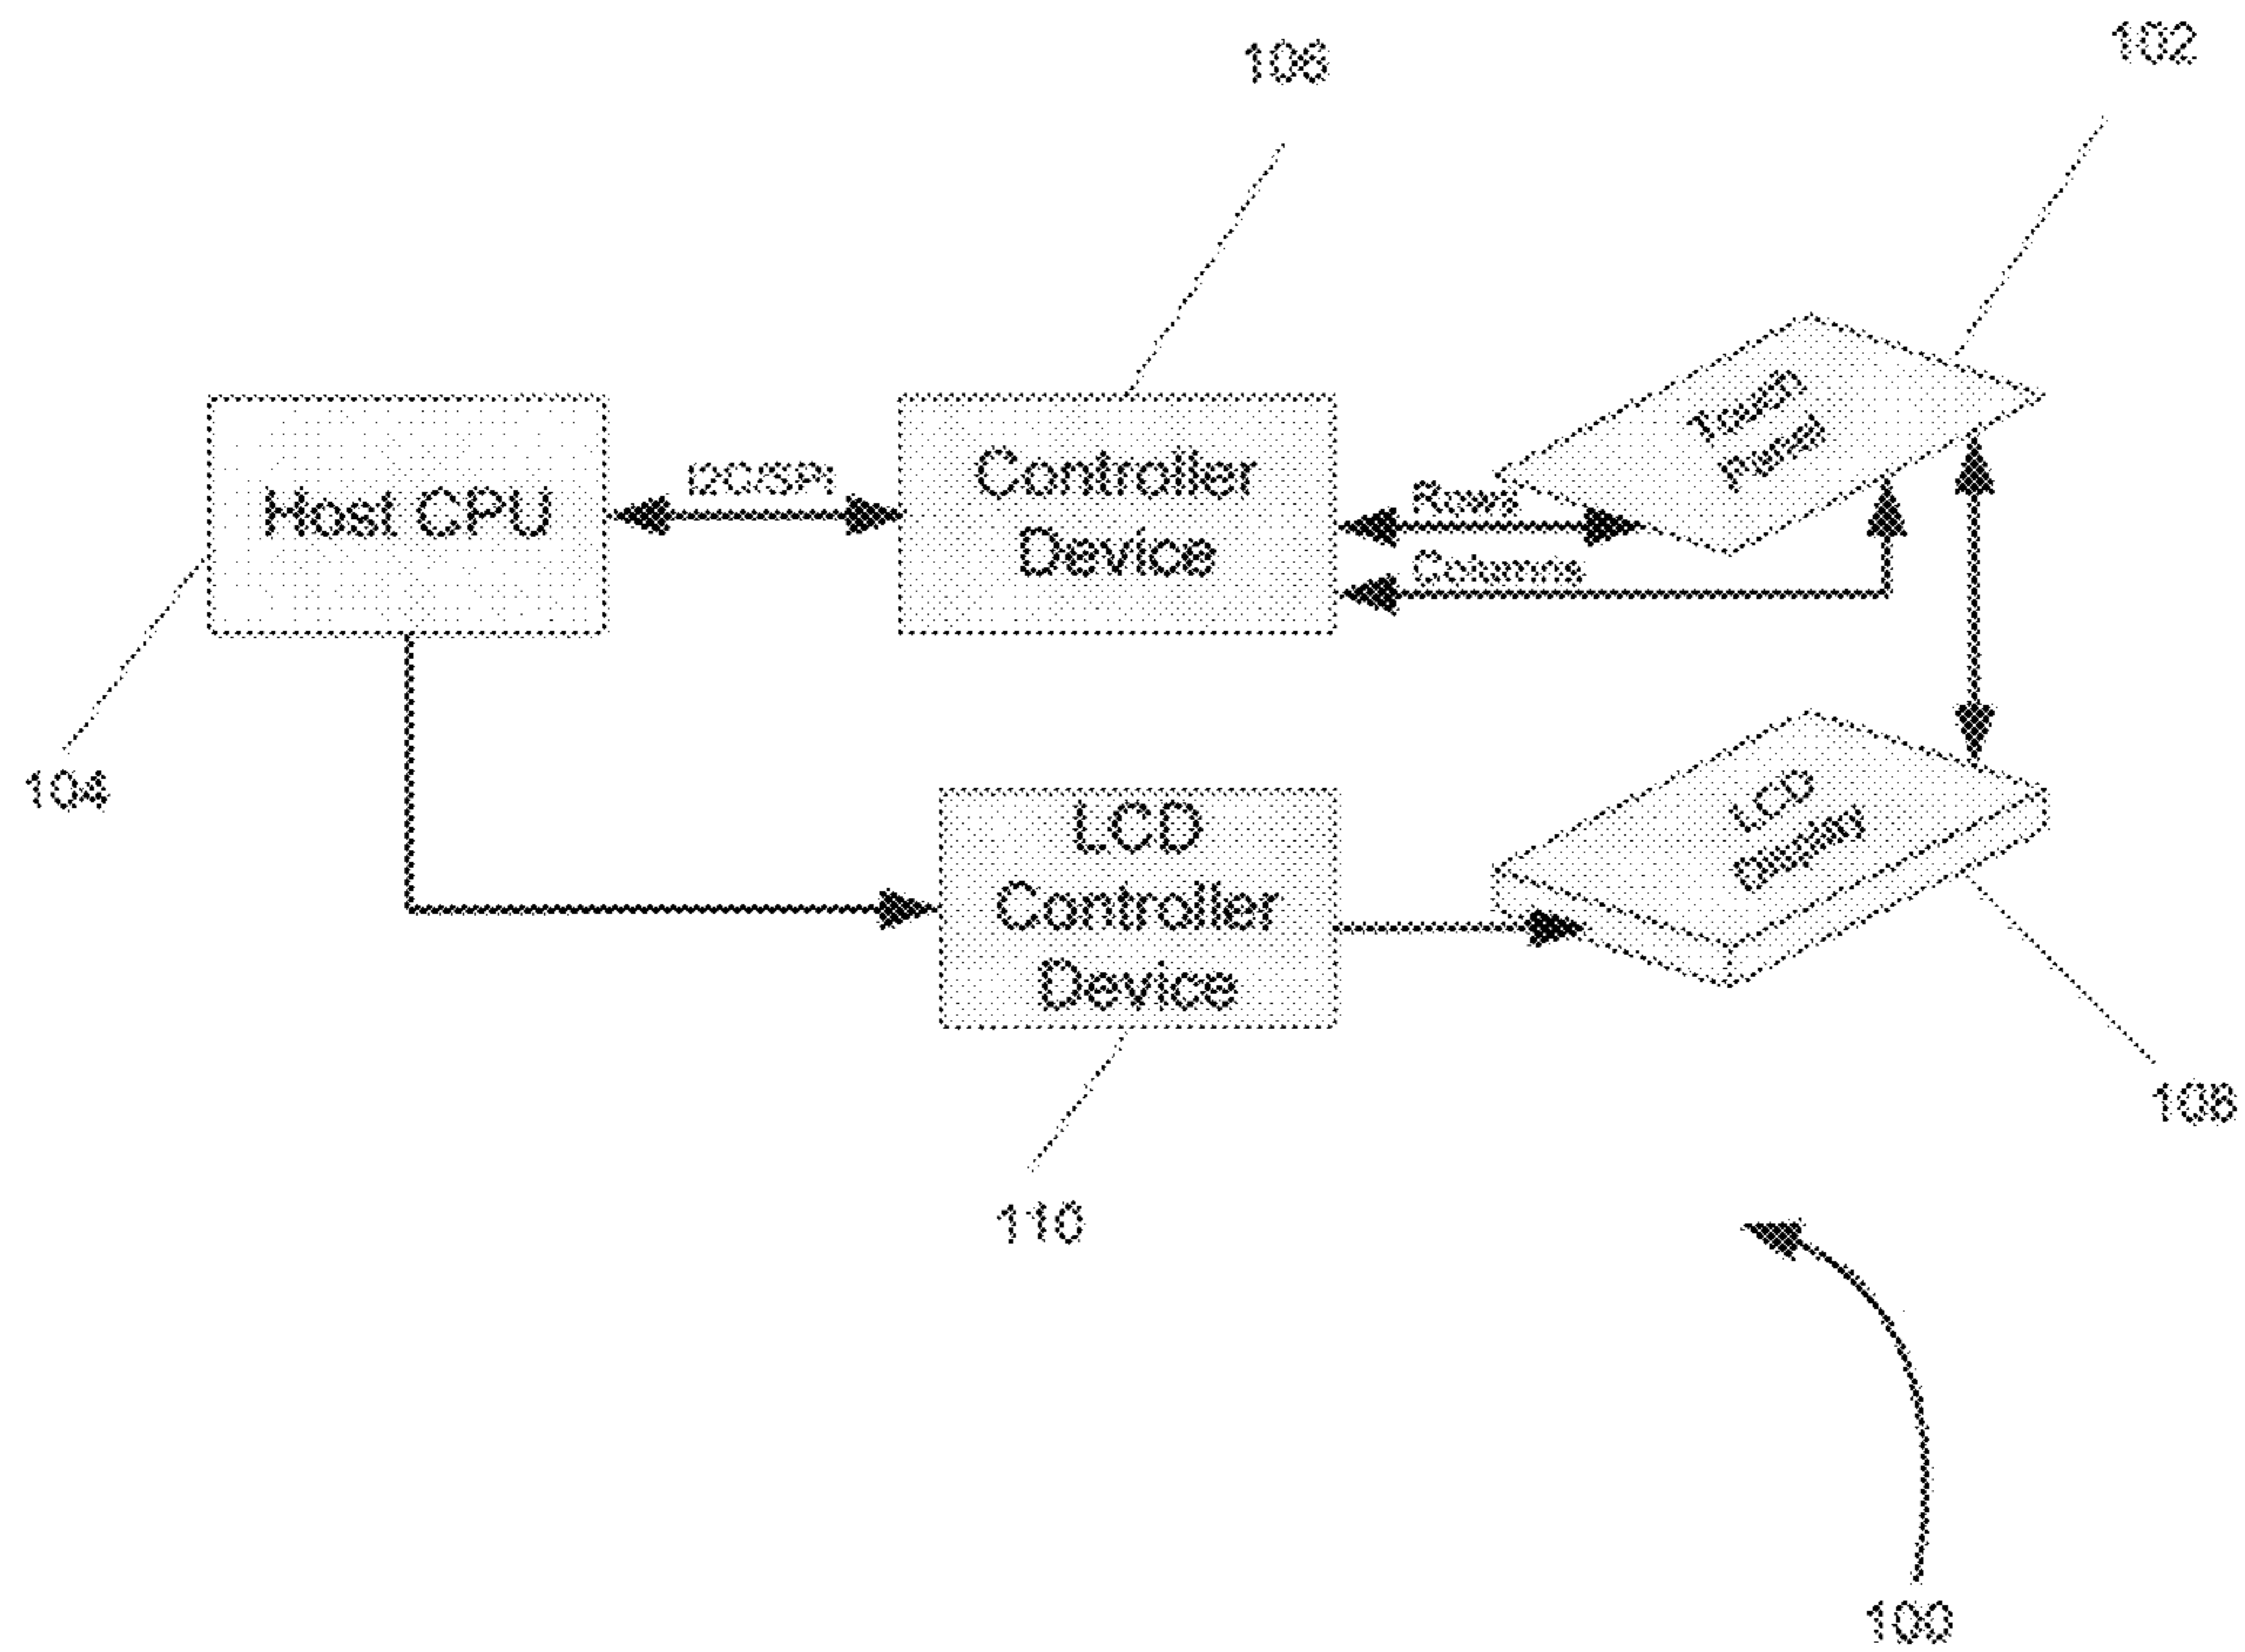 106
102
Host CPU
I2C/SPI
Controller
Device
Rows
Columns
Touch
Panel
104
LCD
Controller
Device
LCD
Display
108
110
100